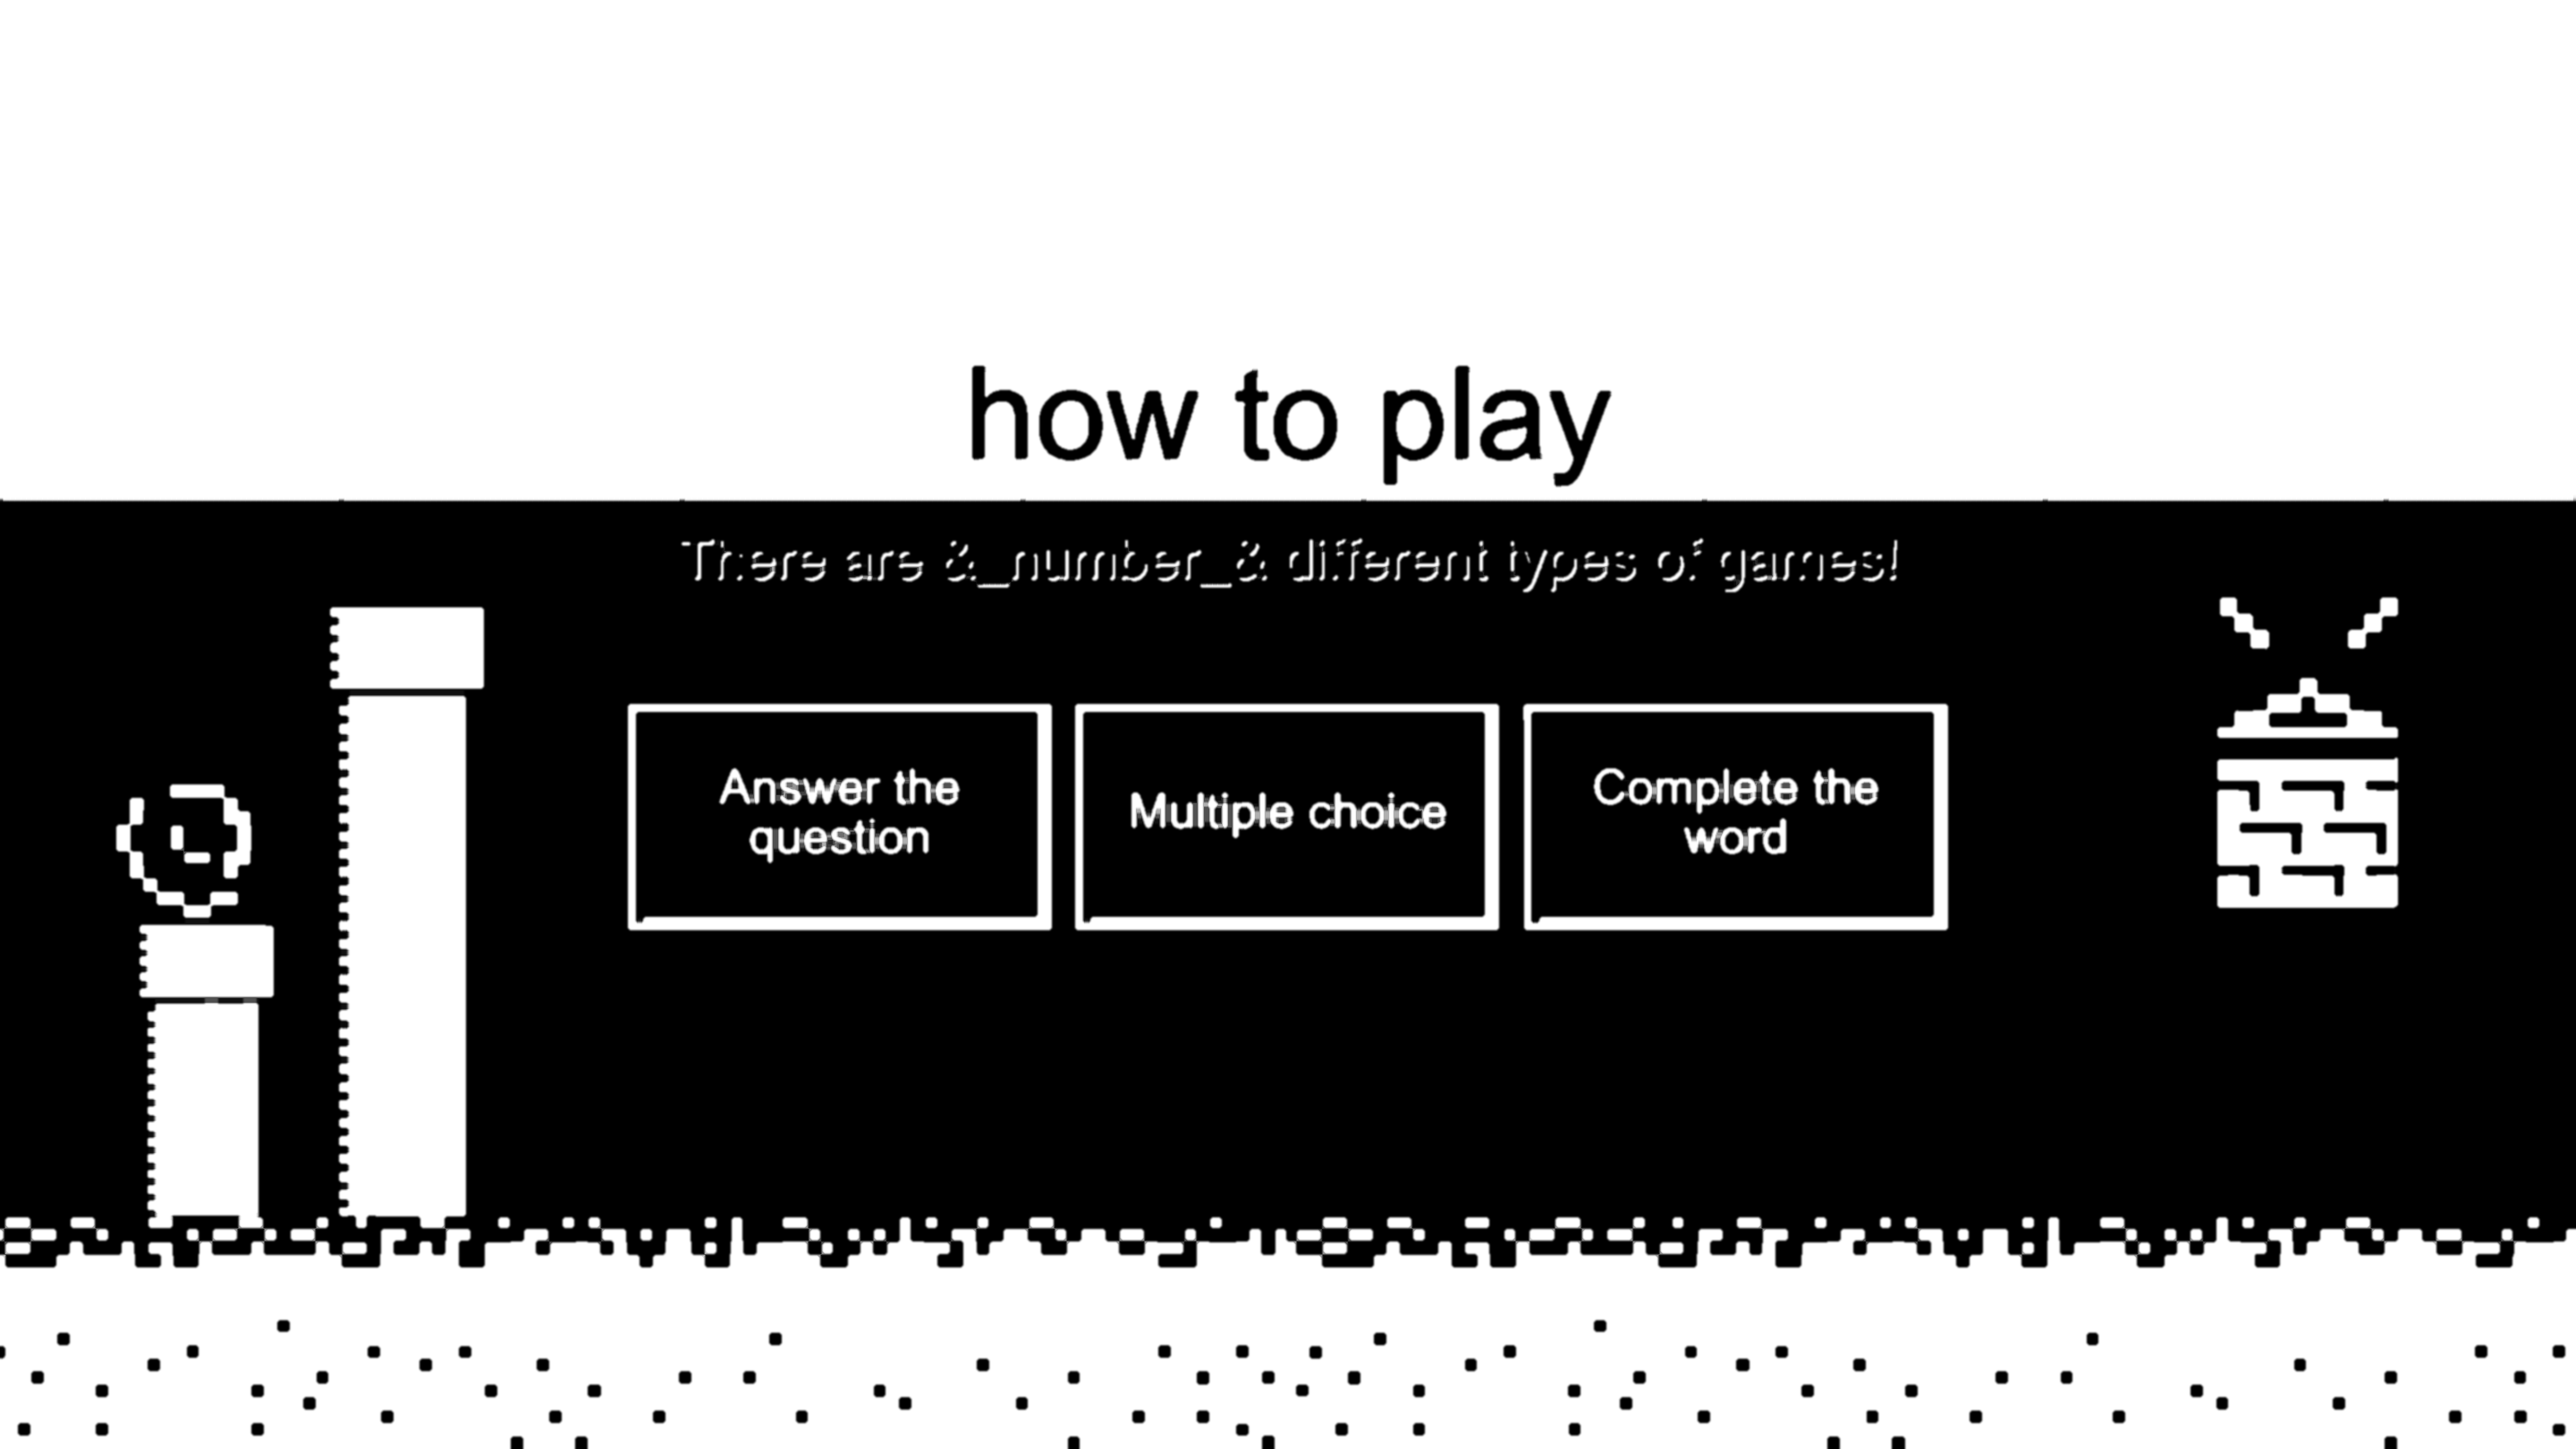 how to play
There are &_number_& different types of games!
Answer the
question
Multiple choice
Complete the
word